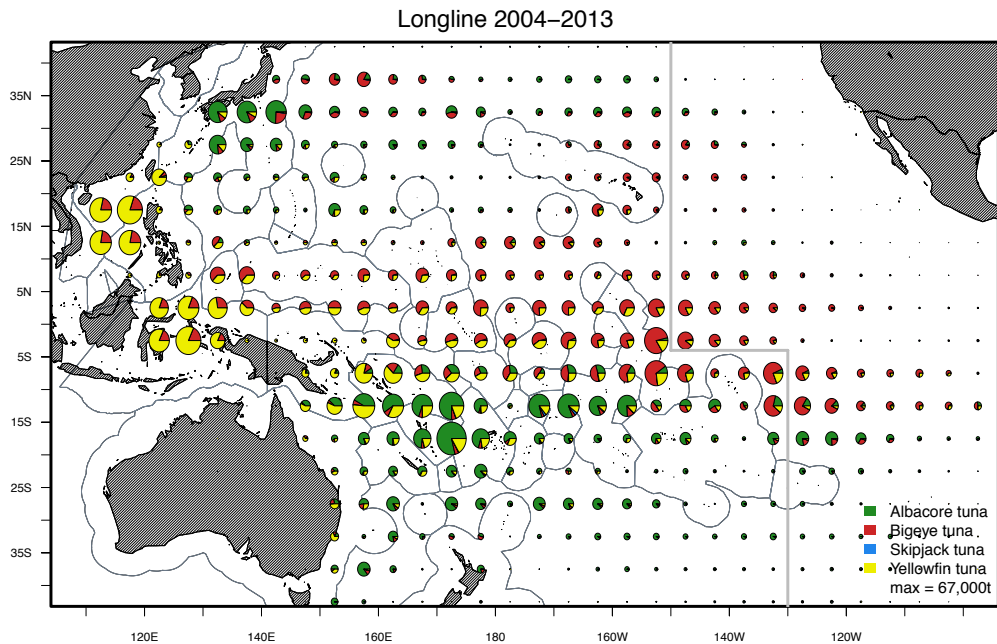 Longline 2004−2013
35N
25N
15N
5N
5S
15S
25S
35S
Albacore tuna
Bigeye tuna
Skipjack tuna
Yellowfin tuna
max = 67,000t
120E
140E
160E
180
160W
140W
120W